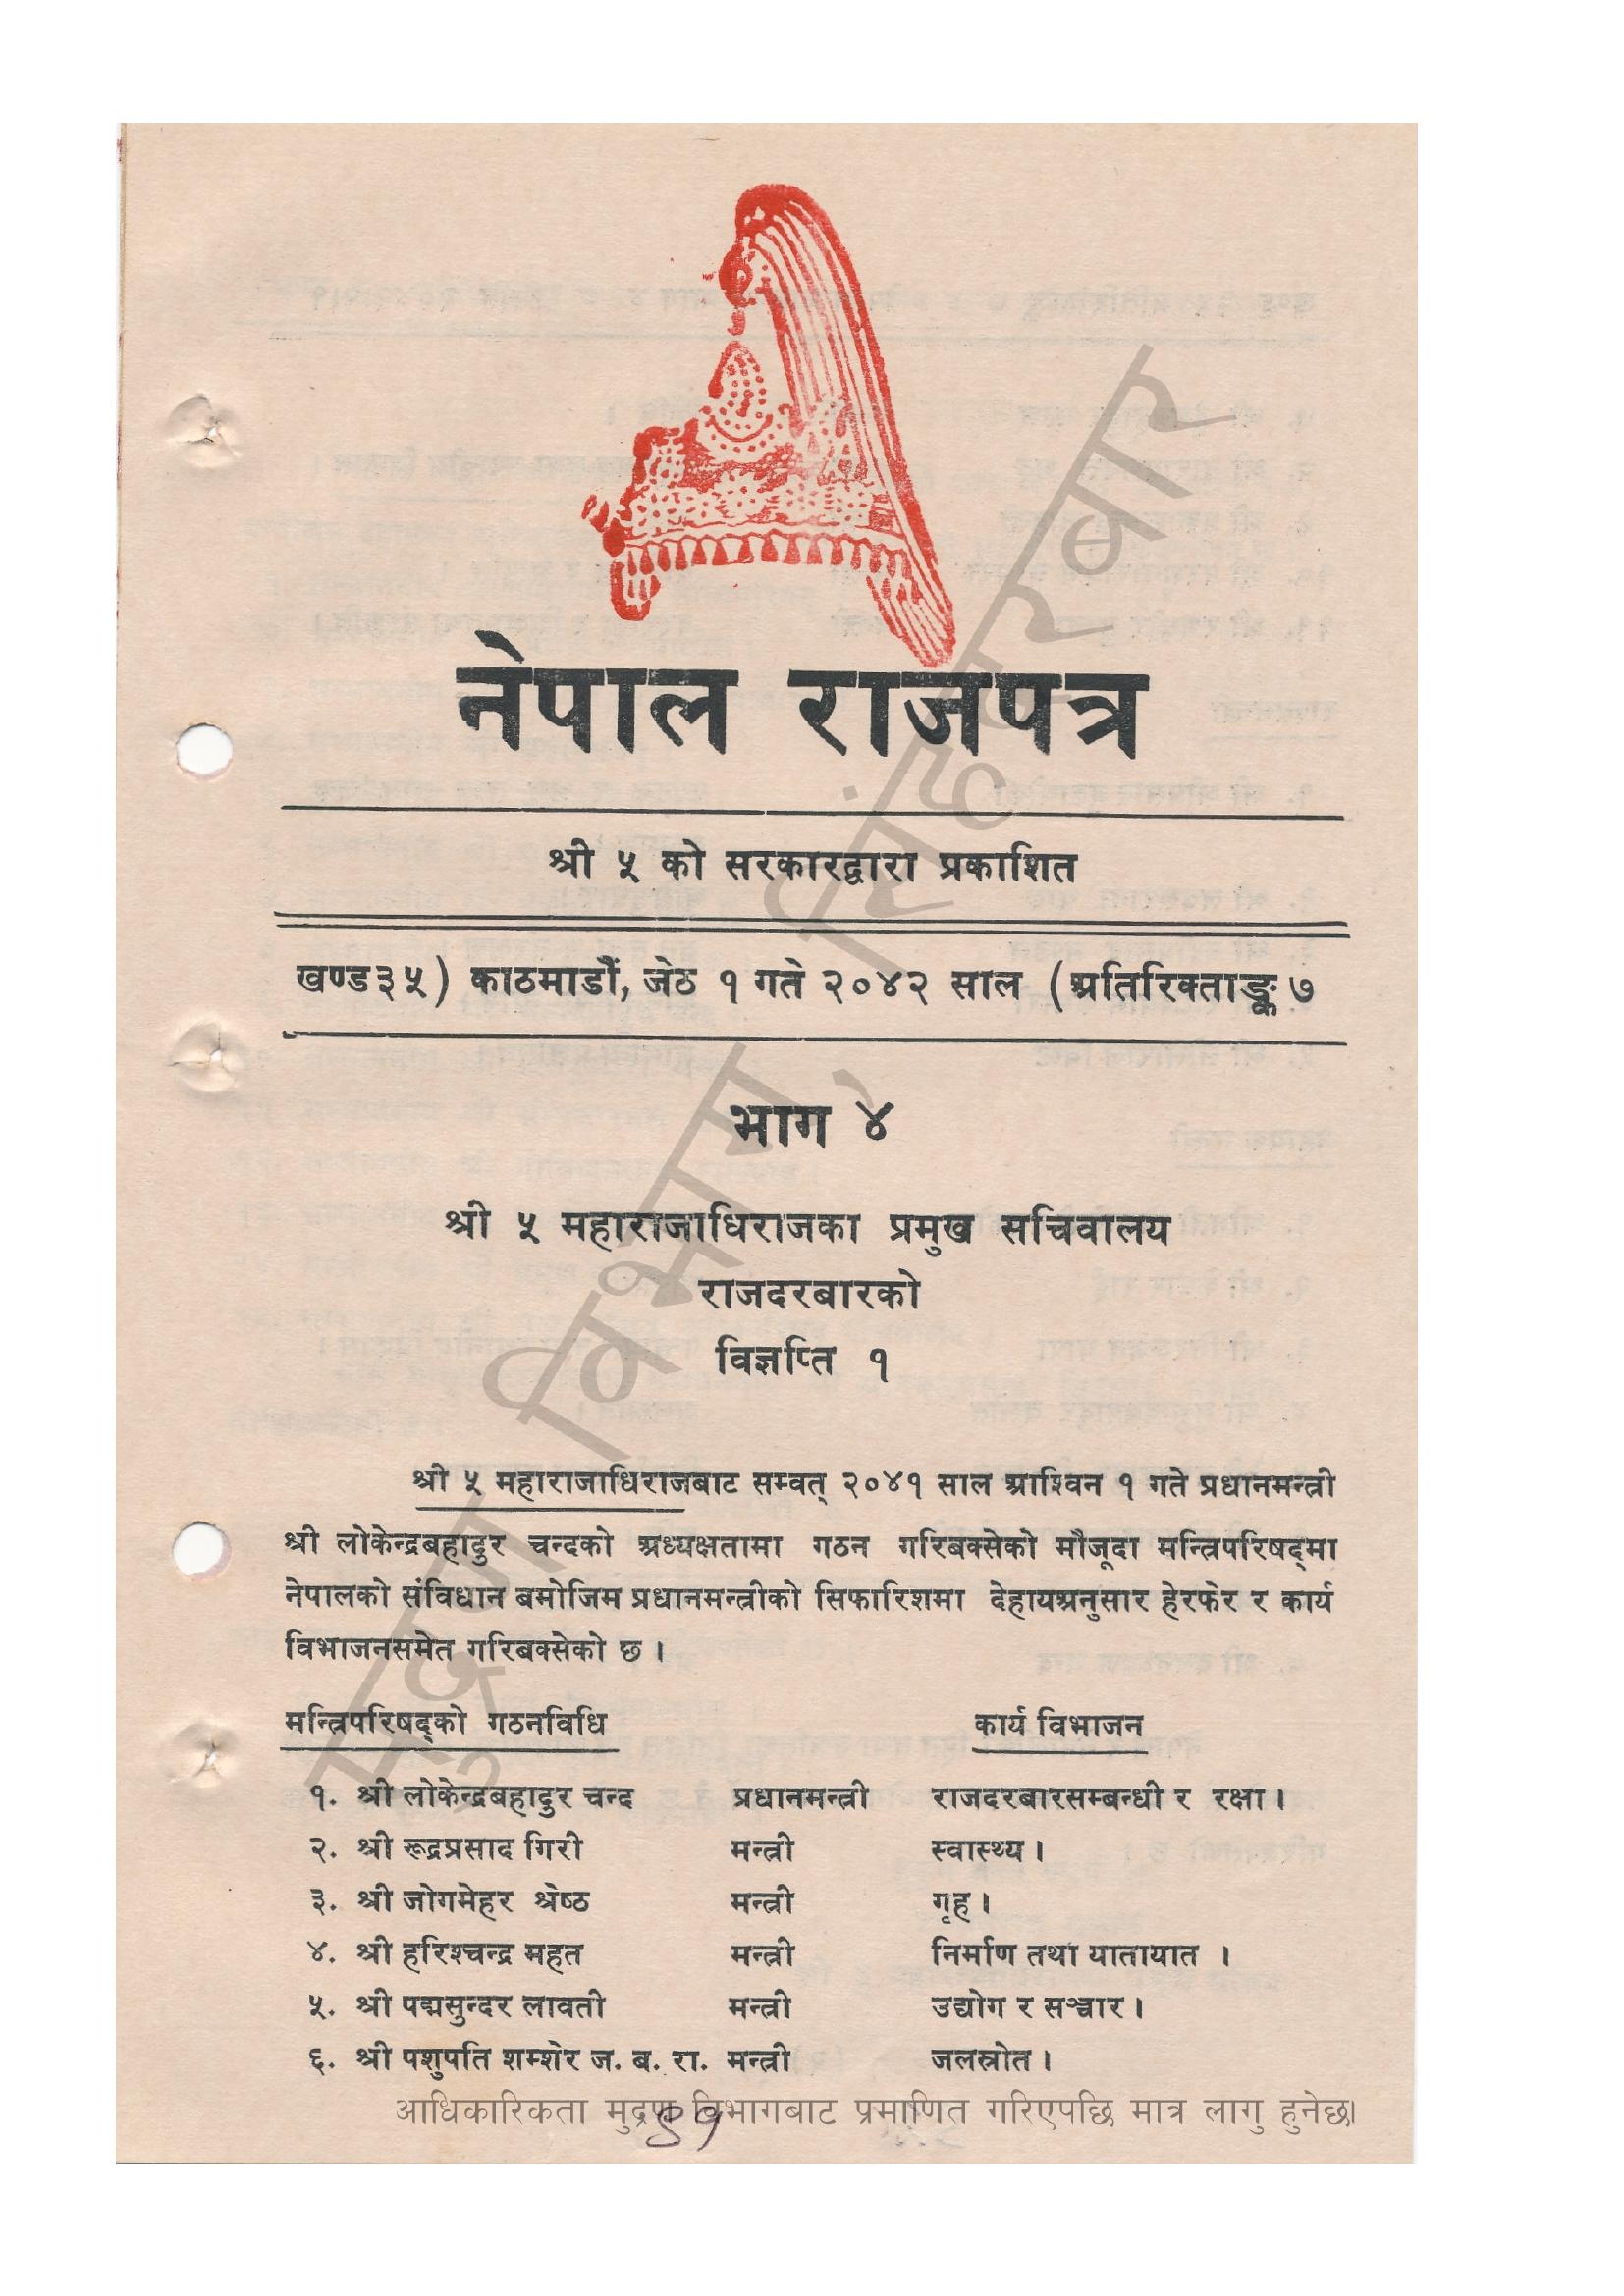 नेपाल राजपत्र
श्री ५ को सरकारद्वारा प्रकाशित
खण्ड३५) काठमाडौं, जेठ १ गते २०४२ साल (अतिरिक्ताङ्क ७
भाग ४
श्री ५ महाराजाधिराजका प्रमुख सचिवालय
राजदरबारको
विज्ञप्ति १
श्री ५ महाराजाधिराजबाट सम्वत् २०४१ साल आश्विन १ गते प्रधानमन्त्री
श्री लोकेन्द्रबहादुर चन्दको अध्यक्षतामा गठन गरिबक्सेको मौजूदा मन्त्रिपरिषद्मा
नेपालको संविधान बमोजिम प्रधानमन्त्रीको सिफारिशमा देहायअनुसार हेरफेर र कार्य
विभाजनसमेत गरिबक्सेको छ ।
मन्त्रिपरिषद्को गठनविधि कार्य विभाजन
१. श्री लोकेन्द्रबहादुर चन्द प्रधानमन्त्री राजदरबारसम्बन्धी र रक्षा ।
२. श्री रूद्रप्रसाद गिरी मन्त्री स्वास्थ्य ।
३. श्री जोगमेहर श्रेष्ठ मन्त्री गृह ।
४. श्री हरिश्चन्द्र महत मन्त्री निर्माण तथा यातायात ।
५. श्री पद्मसुन्दर लावती मन्त्री उद्योग र सञ्चार ।
६. श्री पशुपति शम्शेर ज. ब. रा. मन्त्री जलस्रोत ।
आधिकारिकता मुद्रण विभागबाट प्रमाणित गरिएपछि मात्र लागु हुनेछ।
मुद्रण विभाग, सिंहदरबार